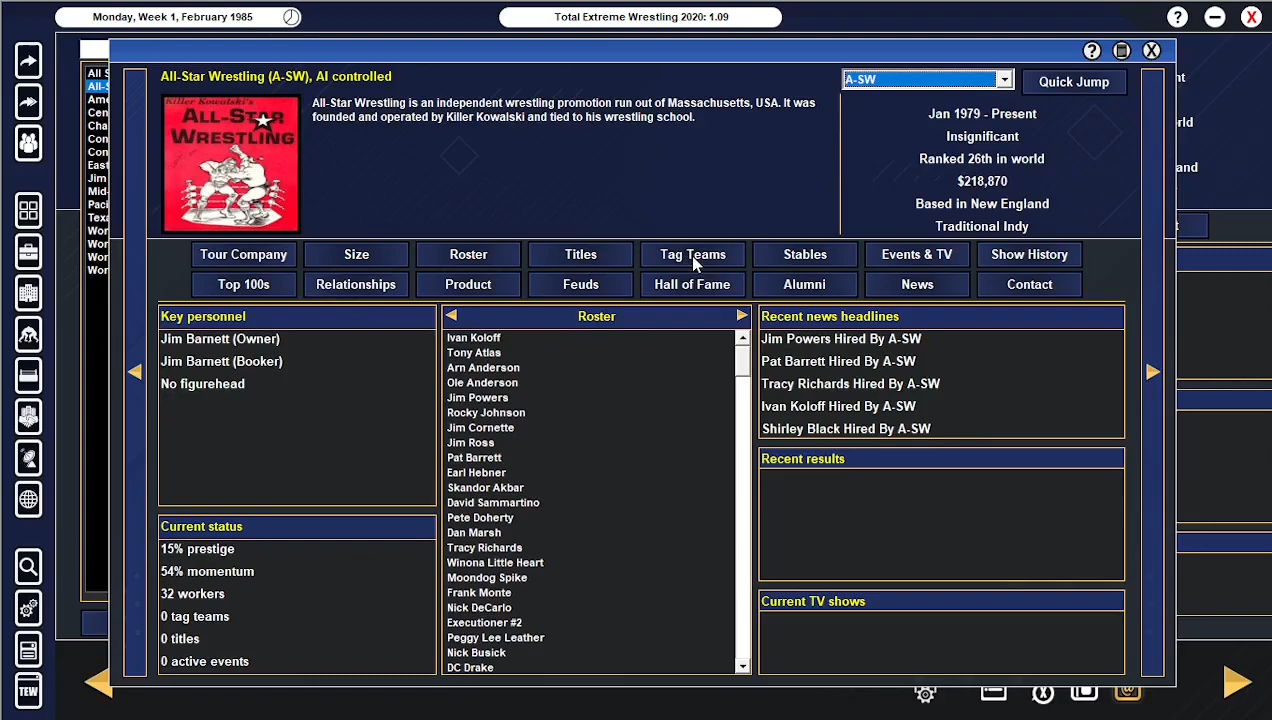 Monday, Week 1, February 1985
Total Extreme Wrestling 2020: 1.09
?
X
?
X
All-Star Wrestling (A-SW), AI controlled
A-SW
Quick Jump
Killer Kowalski's
ALL-STAR
WRESTLING
All-Star Wrestling is an independent wrestling promotion run out of Massachusetts, USA. It was
founded and operated by Killer Kowalski and tied to his wrestling school.
Jan 1979 - Present
Insignificant
Ranked 26th in world
$218,870
Based in New England
Traditional Indy
Tour Company
Size
Roster
Titles
Tag Teams
Stables
Events & TV
Show History
Top 100s
Relationships
Product
Feuds
Hall of Fame
Alumni
News
Contact
Key personnel
Jim Barnett (Owner)
Jim Barnett (Booker)
No figurehead
Current status
15% prestige
54% momentum
32 workers
0 tag teams
0 titles
0 active events
Roster
Ivan Koloff
Tony Atlas
Arn Anderson
Ole Anderson
Jim Powers
Rocky Johnson
Jim Cornette
Jim Ross
Pat Barrett
Earl Hebner
Skandor Akbar
David Sammartino
Pete Doherty
Dan Marsh
Tracy Richards
Winona Little Heart
Moondog Spike
Frank Monte
Nick DeCarlo
Executioner #2
Peggy Lee Leather
Nick Busick
DC Drake
Recent news headlines
Jim Powers Hired By A-SW
Pat Barrett Hired By A-SW
Tracy Richards Hired By A-SW
Ivan Koloff Hired By A-SW
Shirley Black Hired By A-SW
Recent results
Current TV shows
TEW